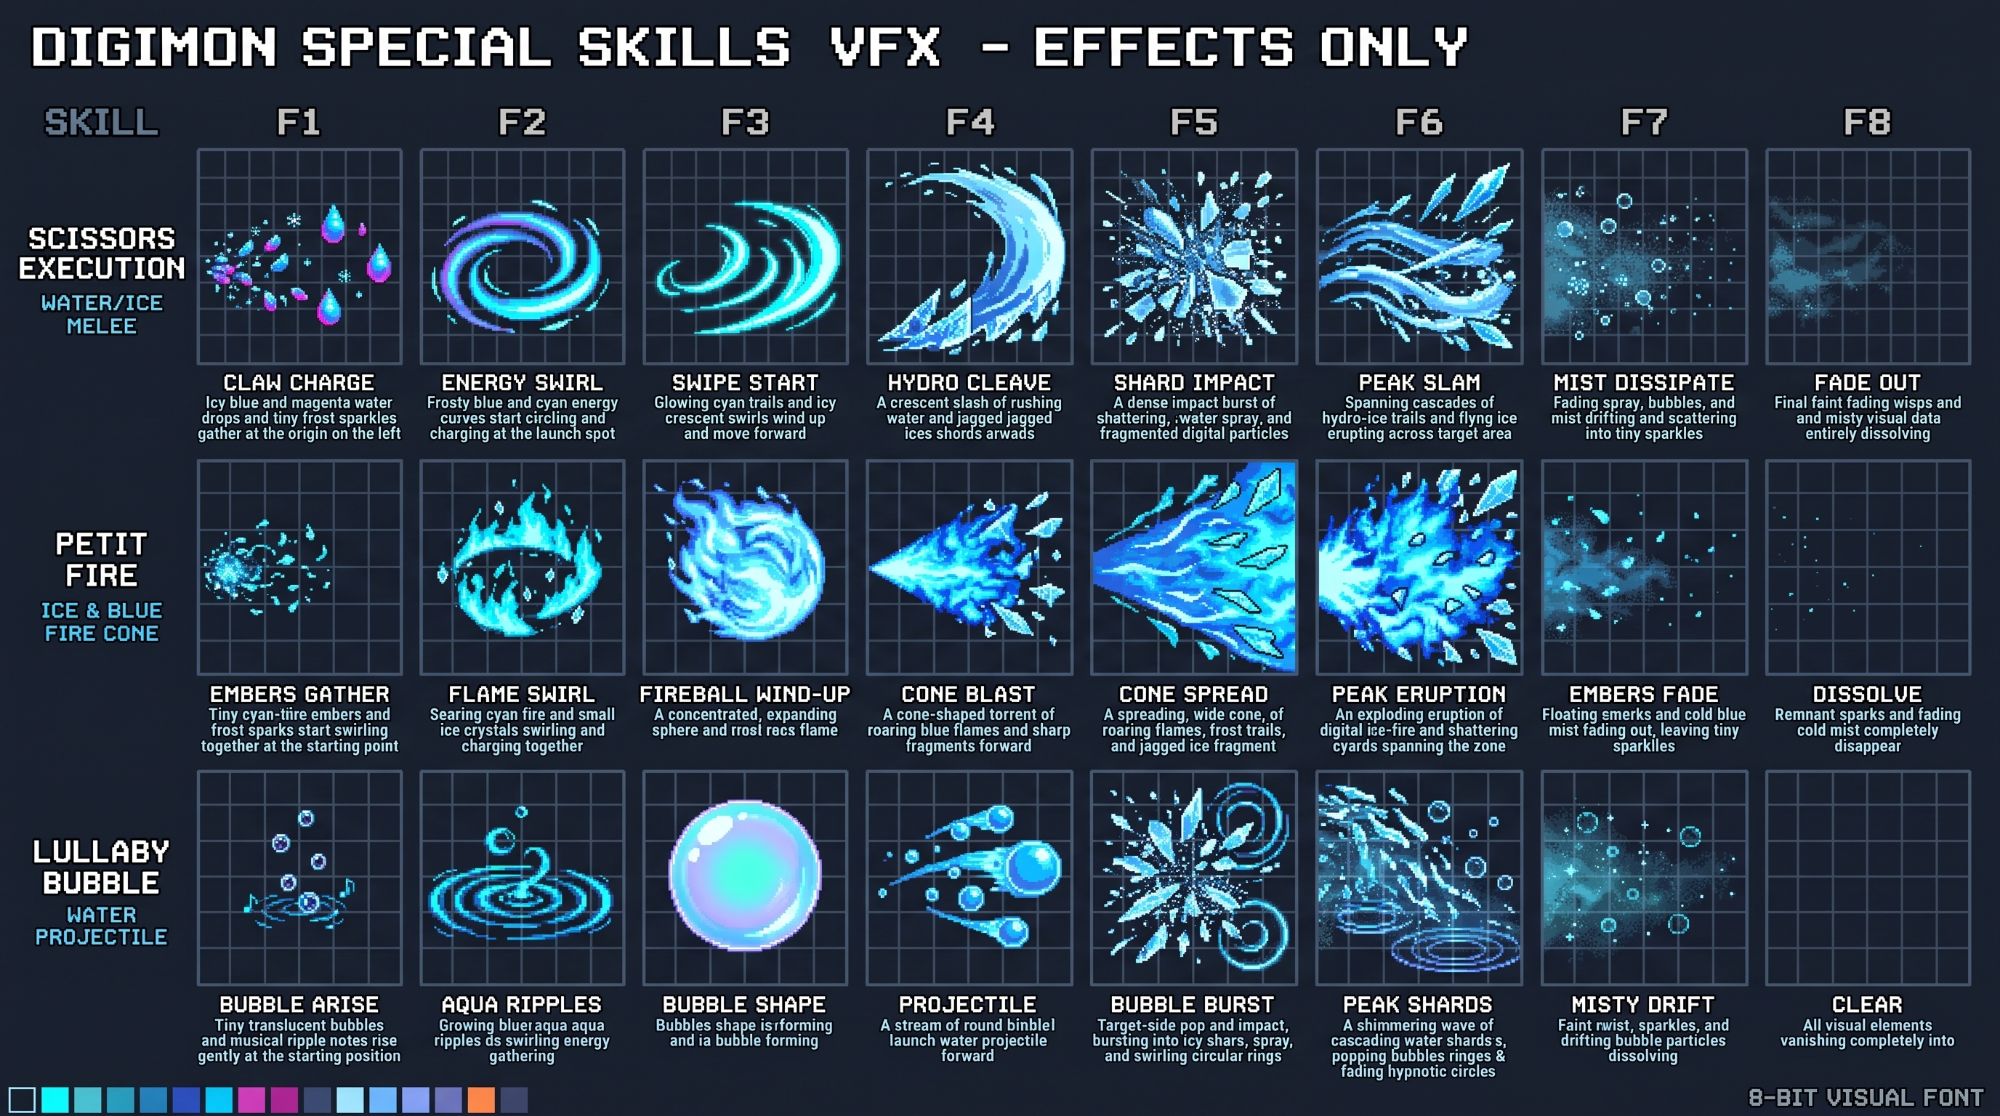 DIGIMON SPECIAL SKILLS VFX - EFFECTS ONLY
SKILL F1 F2 F3 F4 F5 F6 F7 F8
SCISSORS
EXECUTION
WATER/ICE
MELEE
CLAW CHARGE
Icy blue and magenta water
drops and tiny frost sparkles
gather at the origin on the left
ENERGY SWIRL
Frosty blue and cyan energy
curves start circling and
charging at the launch spot
SWIPE START
Glowing cyan trails and icy
crescent swirls wind up
and move forward
HYDRO CLEAVE
A crescent slash of rushing
water and jagged jagged
ices shords arwads
SHARD IMPACT
A dense impact burst of
shattering, :water spray, and
fragmented digital particles
PEAK SLAM
Spanning cascades of
hydro-ice trails and flyng ice
erupting across target area
MIST DISSIPATE
Fading spray, bubbles, and
mist drifting and scattering
into tiny sparkles
FADE OUT
Final faint fading wisps and
and misty visual data
entirely dissolving
PETIT
FIRE
ICE & BLUE
FIRE CONE
EMBERS GATHER
Tiny cyan-tiire embers and
frost sparks start swirling
together at the starting point
FLAME SWIRL
Searing cyan fire and small
ice crystals swirling and
charging together
FIREBALL WIND-UP
A concentrated, expanding
sphere and rrosl racs flame
CONE BLAST
A cone-shaped torrent of
roaring blue flames and sharp
fragments forward
CONE SPREAD
A spreading, wide cone, of
roaring flames, frost trails,
and jagged ice fragment
PEAK ERUPTION
An exploding eruption of
digital ice-fire and shattering
cyards spanning the zone
EMBERS FADE
Floating emerks and cold blue
mist fading out, leaving tiny
sparklles
DISSOLVE
Remnant sparks and fading
cold mist completely
disappear
LULLABY
BUBBLE
WATER
PROJECTILE
BUBBLE ARISE
Tiny translucent bubbles
and musical ripple notes rise
gently at the starting position
AQUA RIPPLES
Growing bluer aqua aqua
ripples ds swirling energy
gathering
BUBBLE SHAPE
Bubbles shape is forming
and ia bubble forming
PROJECTILE
A stream of round binblel
launch water projectile
forward
BUBBLE BURST
Target-side pop and impact,
bursting into icy shars, spray,
and swirling circular rings
PEAK SHARDS
A shimmering wave of
cascading water shards s,
popping bubbles ringes &
fading hypnotic circles
MISTY DRIFT
Faint rwist, sparkles, and
drifting bubble particles
dissolving
CLEAR
All visual elements
vanishing completely into
8-BIT VISUAL FONT